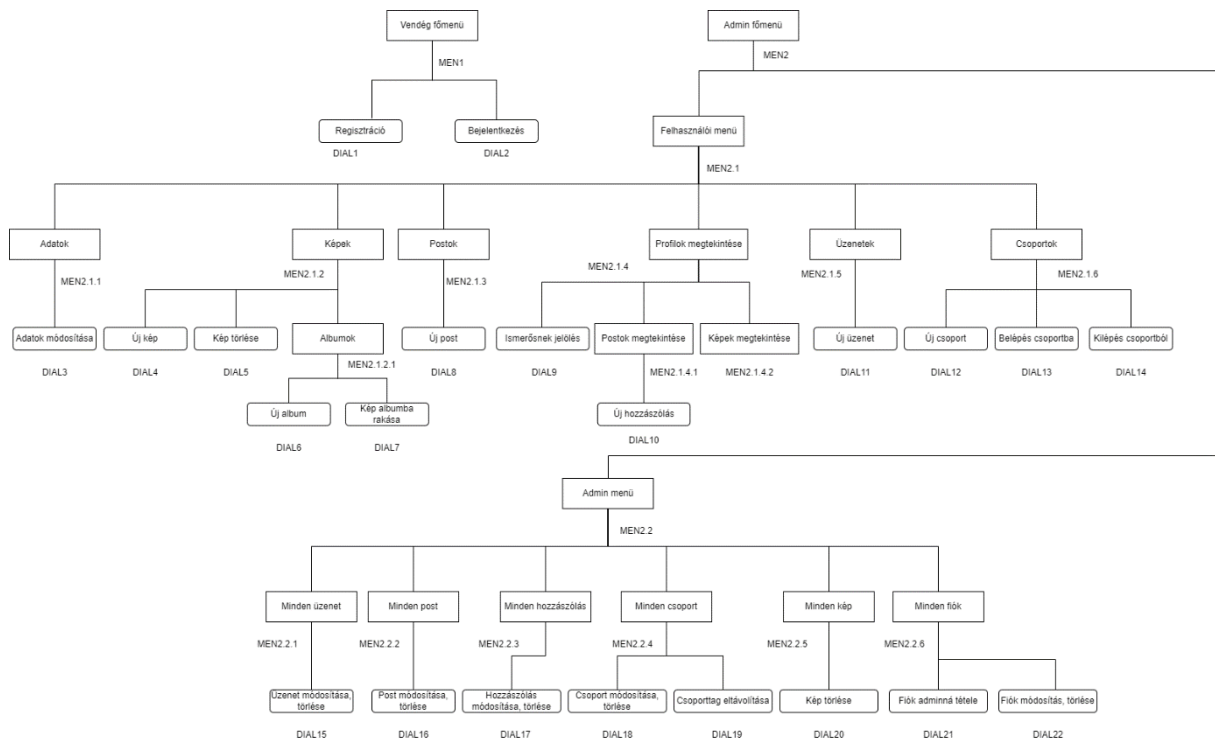 Vendég főmenü
Admin főmenü
MEN1
MEN2
Regisztráció
Bejelentkezés
Felhasználói menü
DIAL1
DIAL2
MEN2.1
Adatok
Képek
Postok
Profilok megtekintése
Üzenetek
Csoportok
MEN2.1.1
MEN2.1.2
MEN2.1.3
MEN2.1.4
MEN2.1.5
MEN2.1.6
Adatok módosítása
Új kép
Kép törlése
Albumok
Új post
Ismerősnek jelölés
Postok megtekintése
Képek megtekintése
Új üzenet
Új csoport
Belépés csoportba
Kilépés csoportból
DIAL3
DIAL4
DIAL5
MEN2.1.2.1
DIAL8
DIAL9
MEN2.1.4.1
MEN2.1.4.2
DIAL11
DIAL12
DIAL13
DIAL14
Új album
Kép albumba
rakása
Új hozzászólás
DIAL6
DIAL7
DIAL10
Admin menü
MEN2.2
Minden üzenet
Minden post
Minden hozzászólás
Minden csoport
Minden kép
Minden fiók
MEN2.2.1
MEN2.2.2
MEN2.2.3
MEN2.2.4
MEN2.2.5
MEN2.2.6
Üzenet módosítása,
törlése
Post módosítása,
törlése
Hozzászólás
módosítása, törlése
Csoport módosítása,
törlése
Csoporttag eltávolítása
Kép törlése
Fiók adminná tétele
Fiók módosítás, törlése
DIAL15
DIAL16
DIAL17
DIAL18
DIAL19
DIAL20
DIAL21
DIAL22